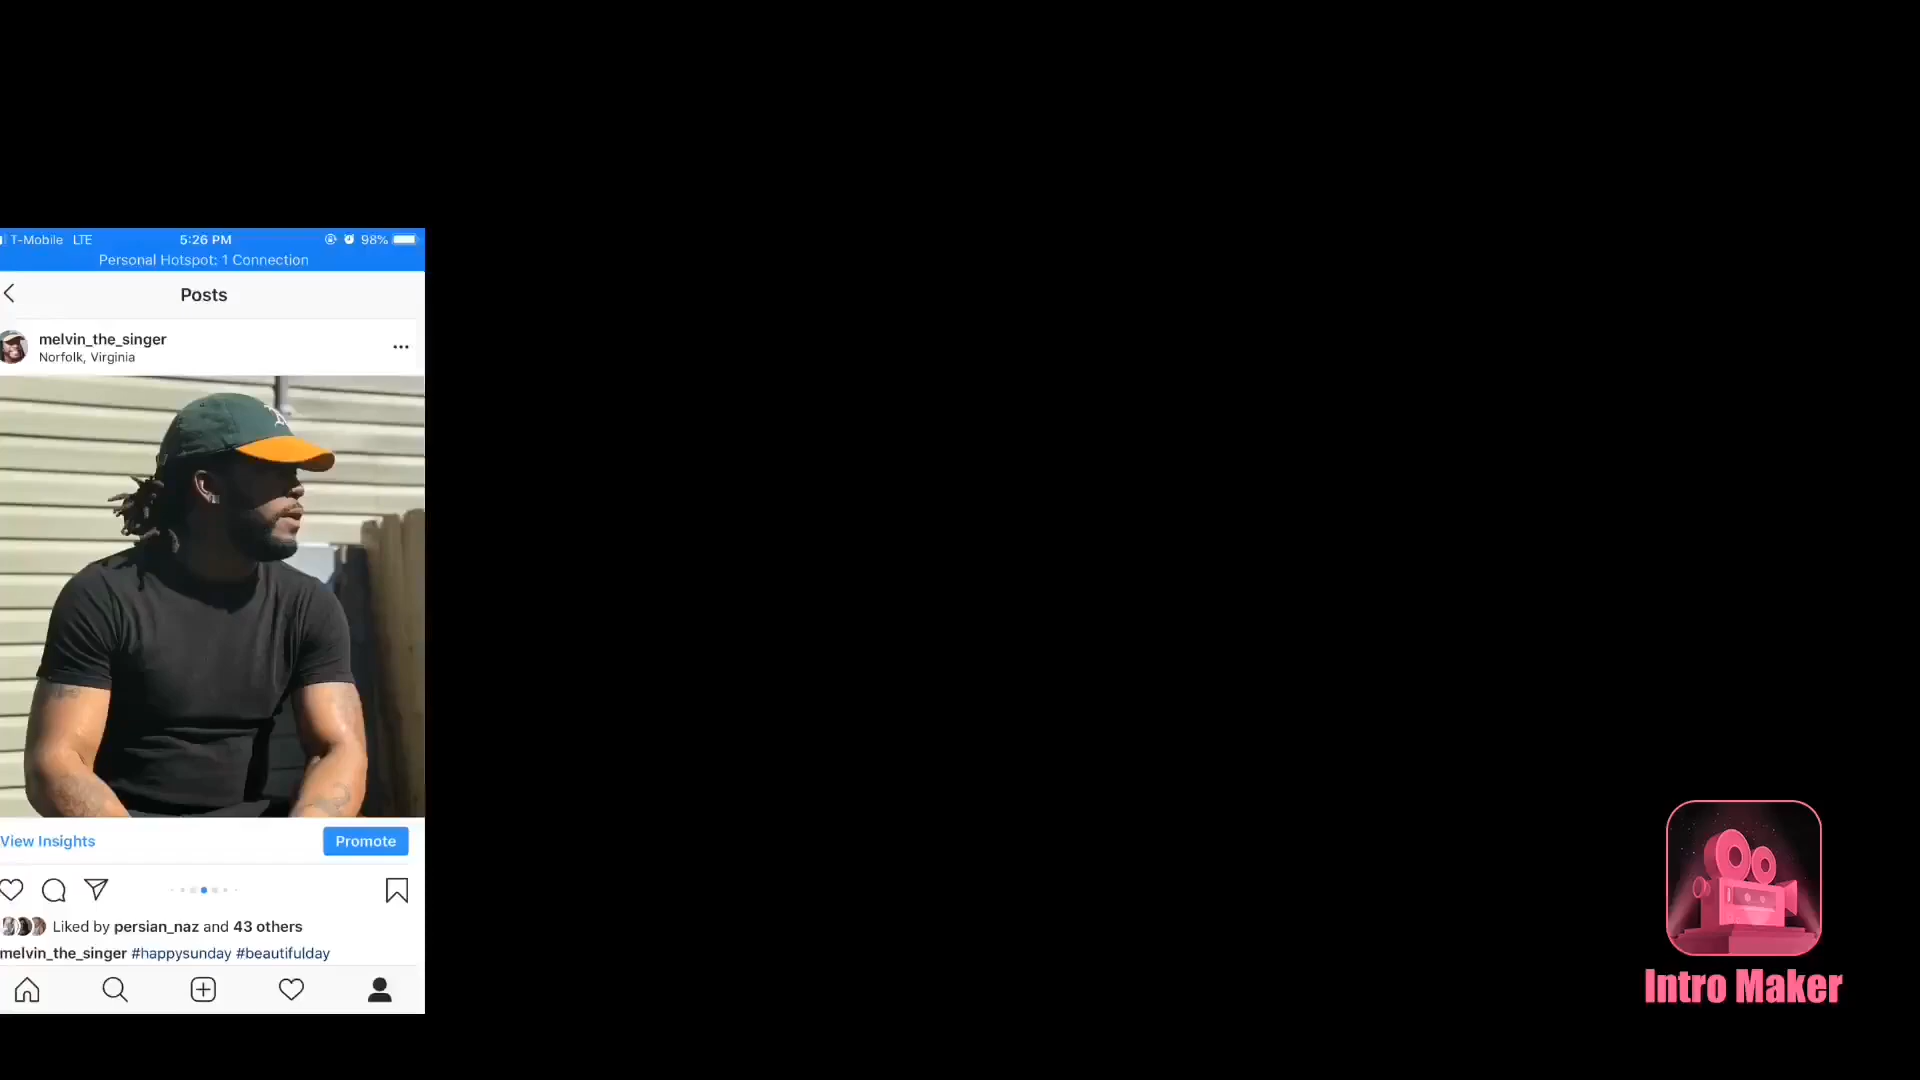 T-Mobile LTE 5:26 PM 98%
Personal Hotspot: 1 Connection
Posts
melvin_the_singer
Norfolk, Virginia
View Insights
Promote
Liked by persian_naz and 43 others
melvin_the_singer #happysunday #beautifulday
Intro Maker